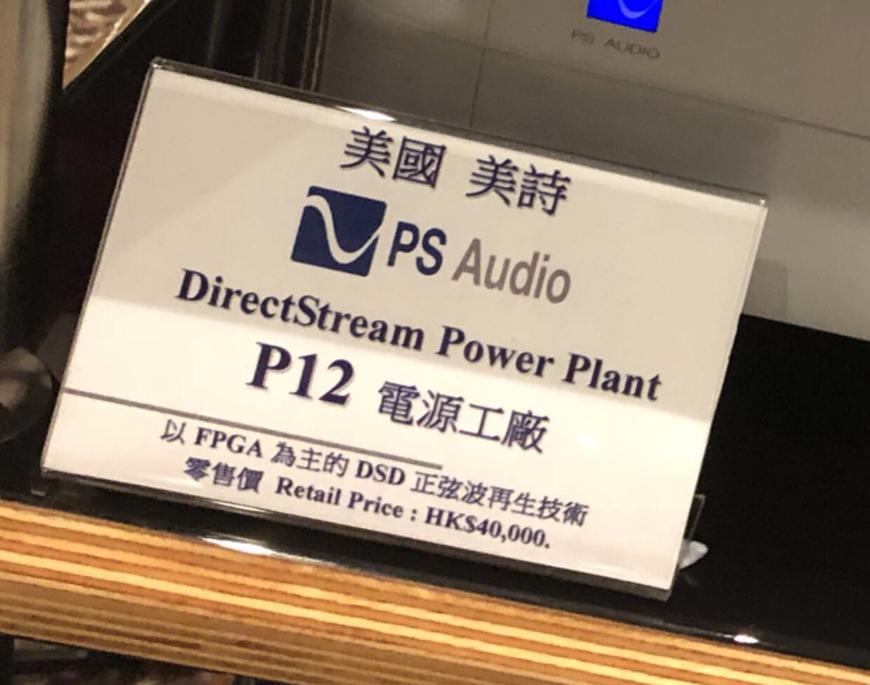 PS AUDIO
美國 美詩
PS Audio
DirectStream Power Plant
P12 電源工廠
以 FPGA 為主的 DSD 正弦波再生技術
零售價 Retail Price : HK$40,000.